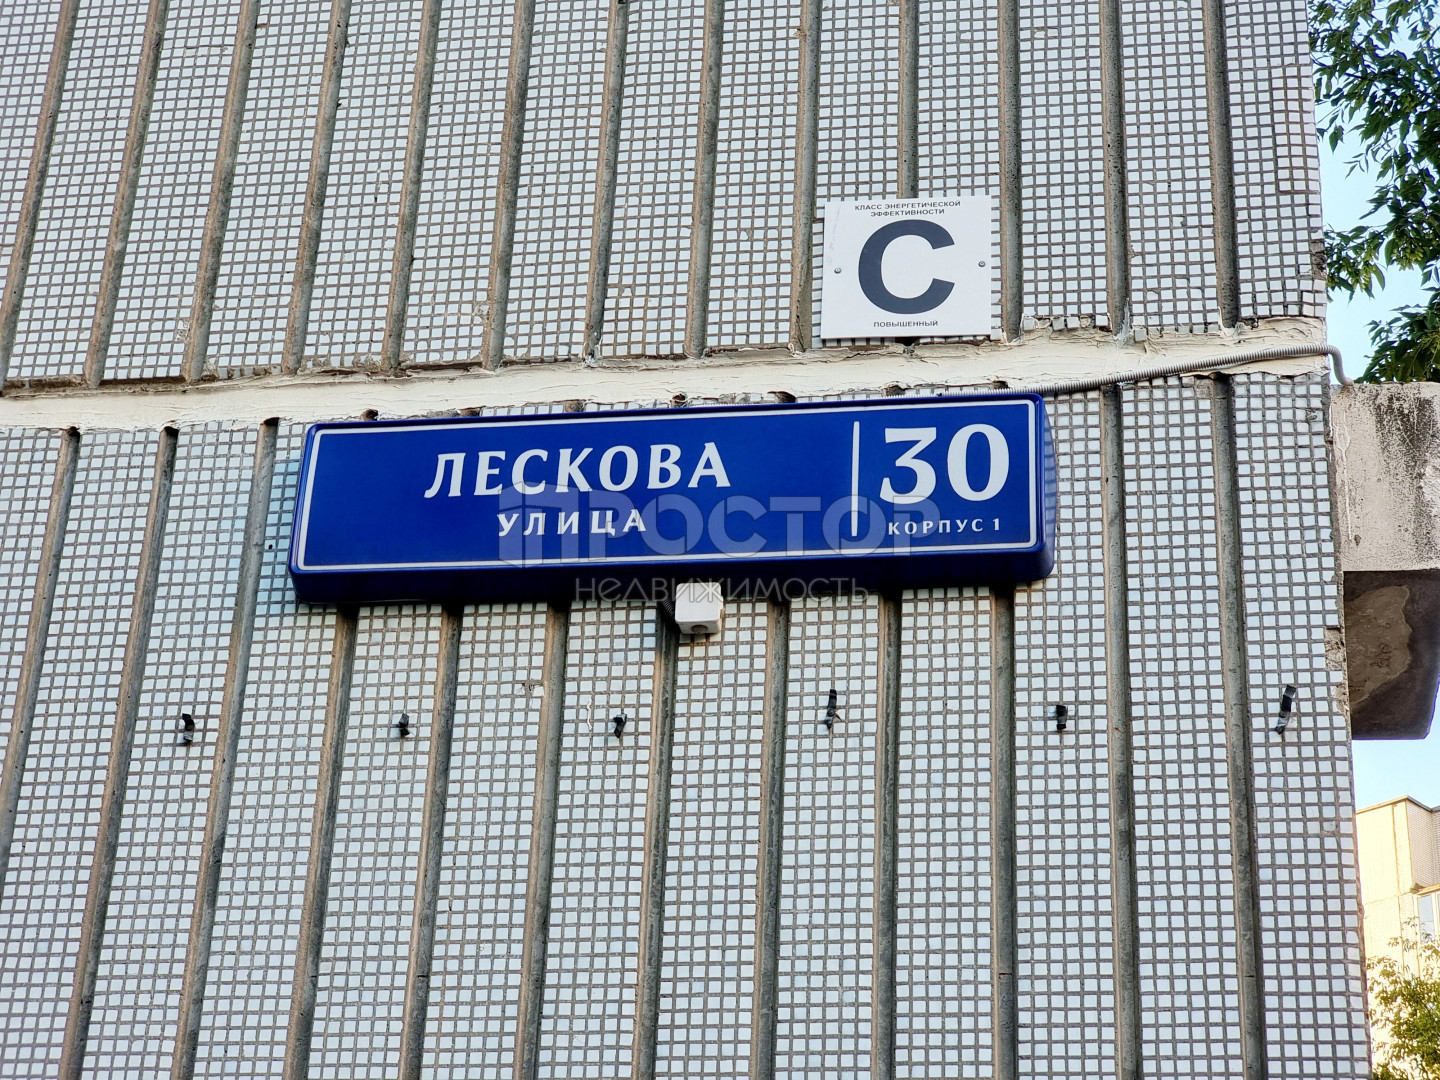 КЛАСС ЭНЕРГЕТИЧЕСКОЙ
ЭФФЕКТИВНОСТИ
C
ПОВЫШЕННЫЙ
ЛЕСКОВА
УЛИЦА
30
КОРПУС 1
ПРОСТОР
НЕДВИЖИМОСТЬ